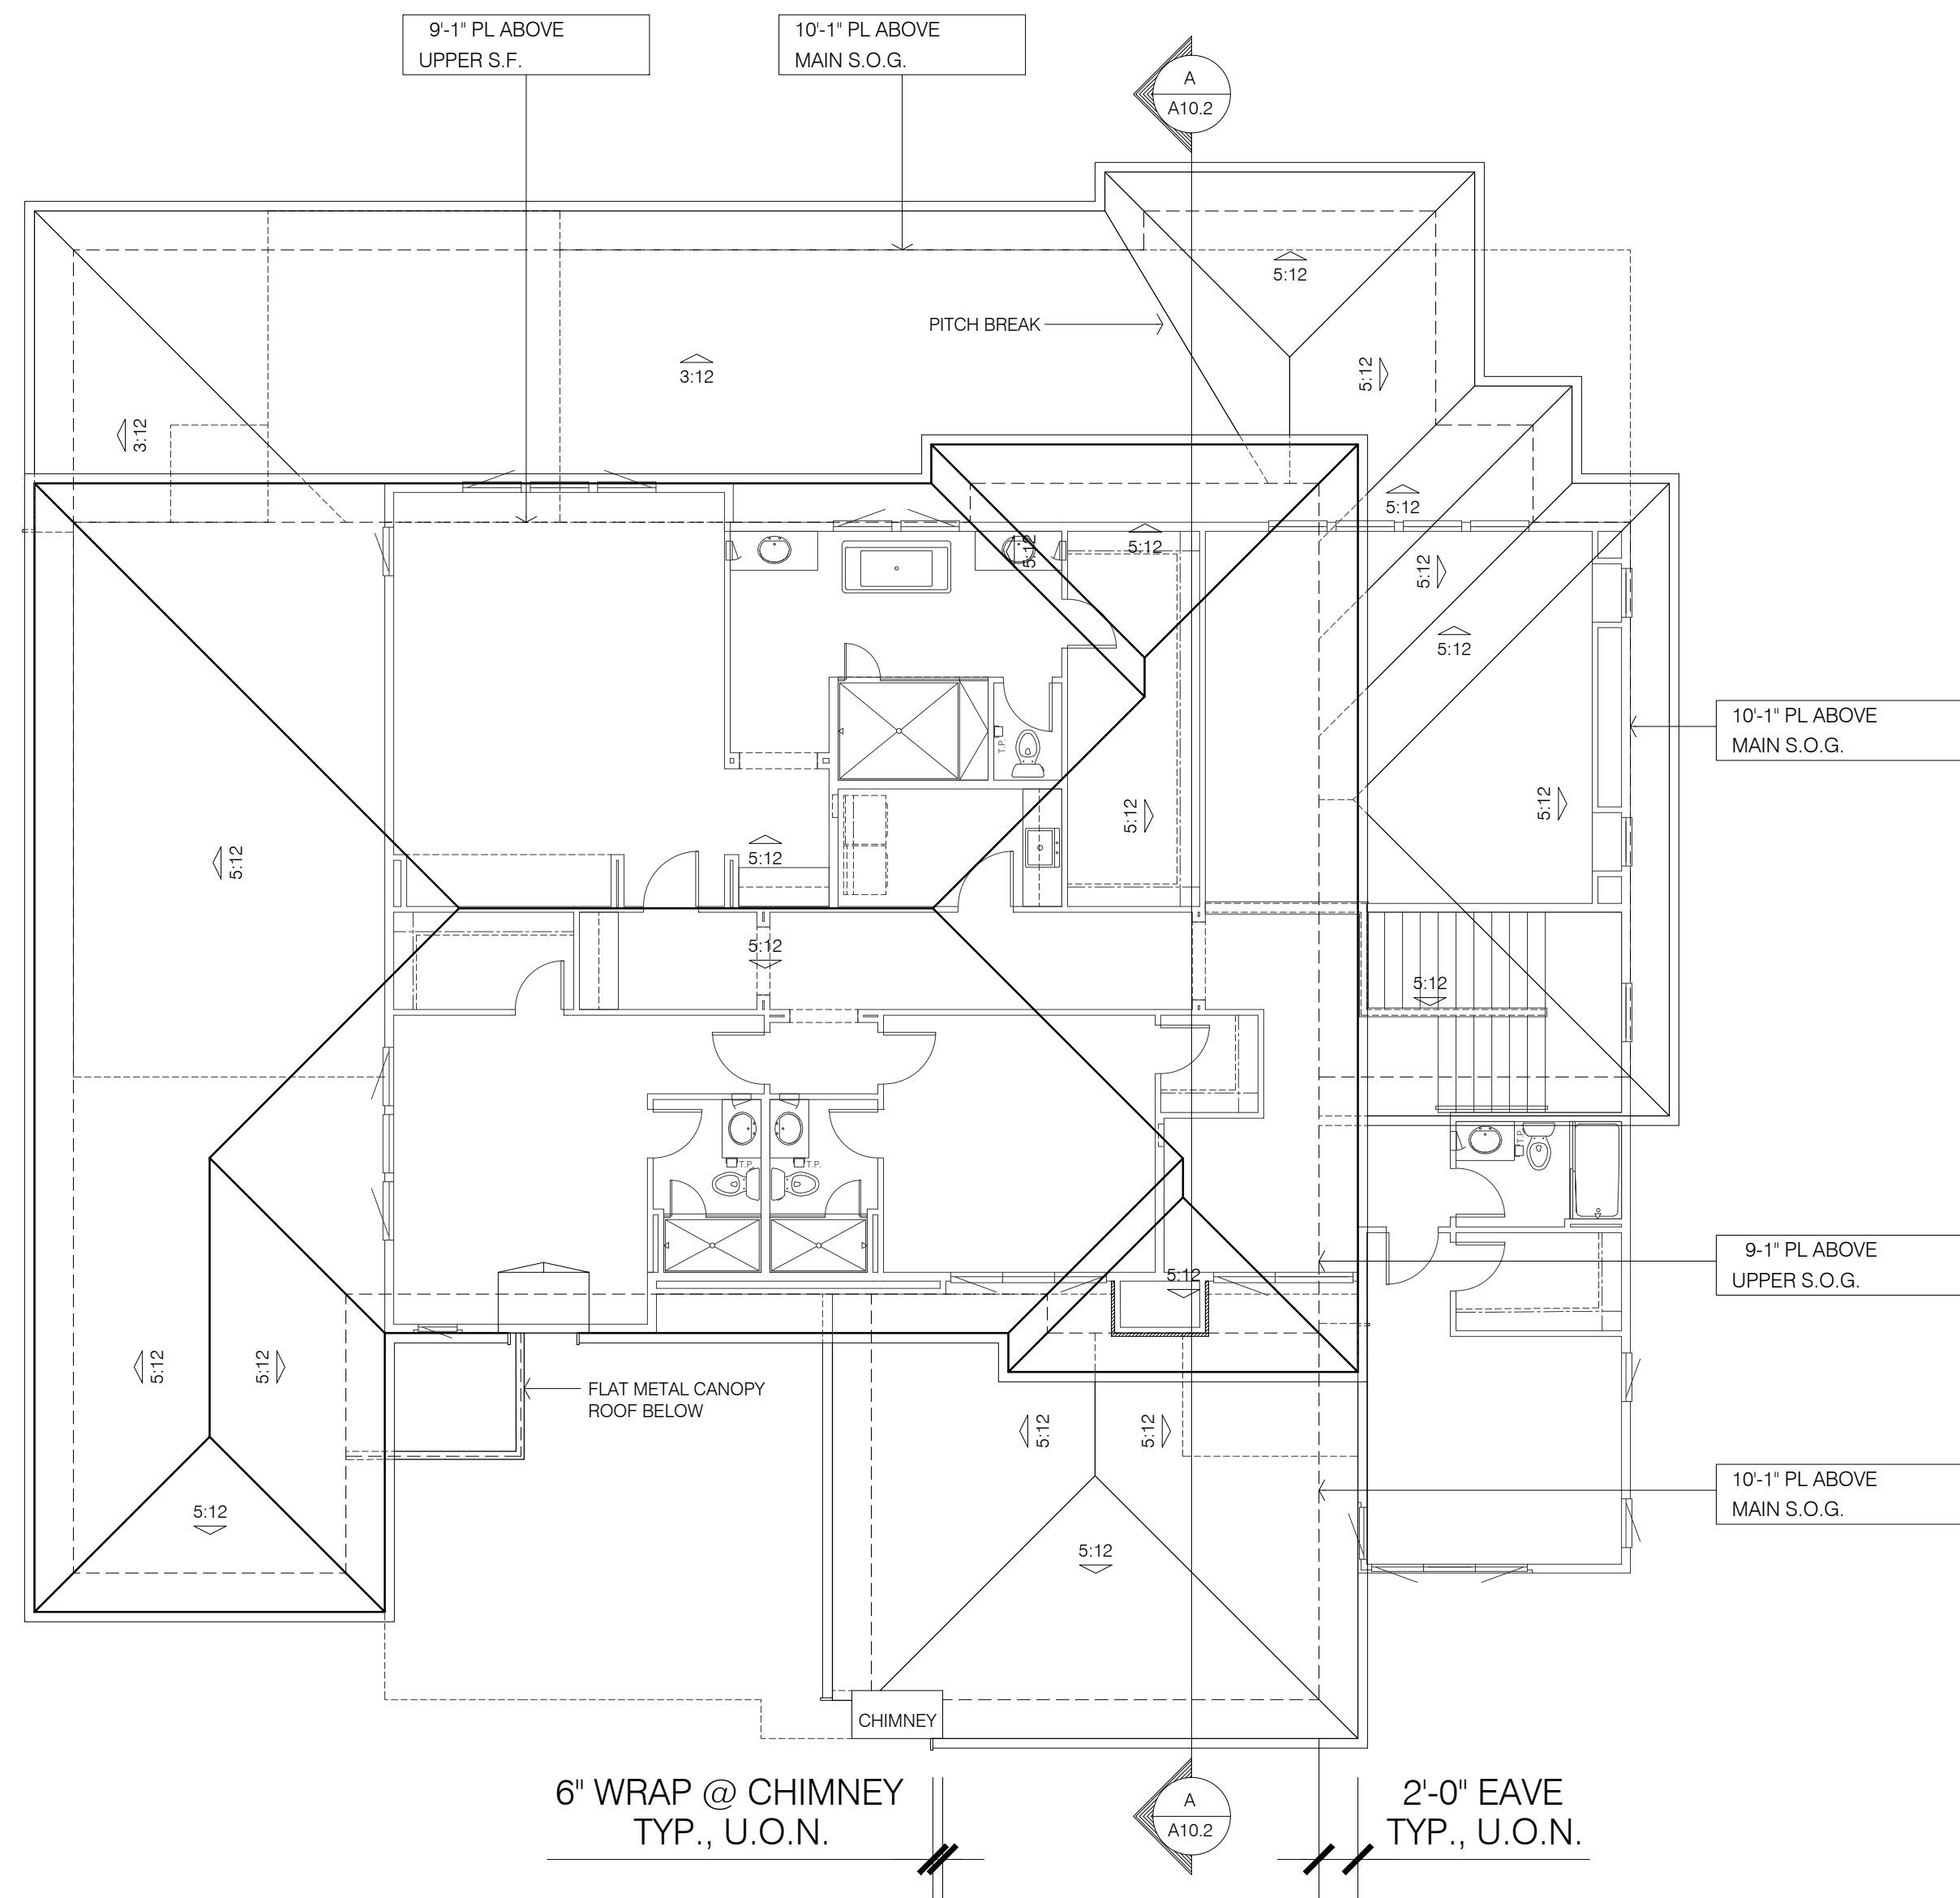 9'-1" PL ABOVE
UPPER S.F.
10'-1" PL ABOVE
MAIN S.O.G.
A
A10.2
5:12
PITCH BREAK
5:12
3:12
3:12
5:12
5:12
5:12
5:12
5:12
10'-1" PL ABOVE
MAIN S.O.G.
T.P.
5:12
5:12
5:12
5:12
5:12
5:12
T.P.
T.P.
T.P.
9-1" PL ABOVE
UPPER S.O.G.
5:12
5:12
5:12
FLAT METAL CANOPY
ROOF BELOW
5:12
5:12
10'-1" PL ABOVE
MAIN S.O.G.
5:12
5:12
CHIMNEY
6" WRAP @ CHIMNEY
TYP., U.O.N.
A
A10.2
2'-0" EAVE
TYP., U.O.N.